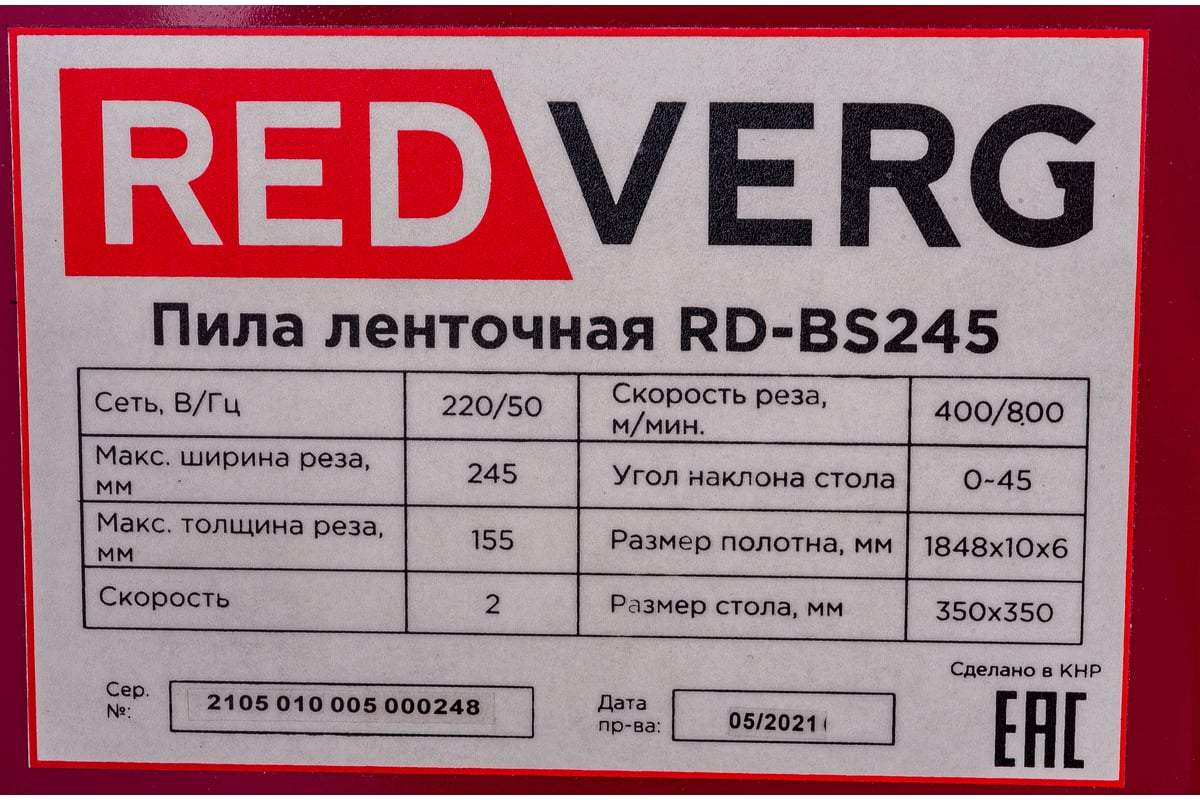 REDVERG
Пила ленточная RD-BS245
Сеть, В/Гц 220/50 Скорость реза, м/мин. 400/800
Макс. ширина реза, мм 245 Угол наклона стола 0~45
Макс. толщина реза, мм 155 Размер полотна, мм 1848x10x6
Скорость 2 Размер стола, мм 350x350
Сделано в КНР
Сер. №: 2105 010 005 000248 Дата пр-ва: 05/2021
EAC